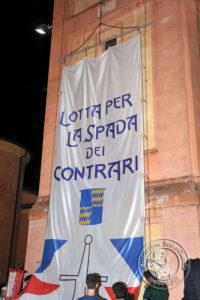 LOTTA PER
LA SPADA
DEI
CONTRARI